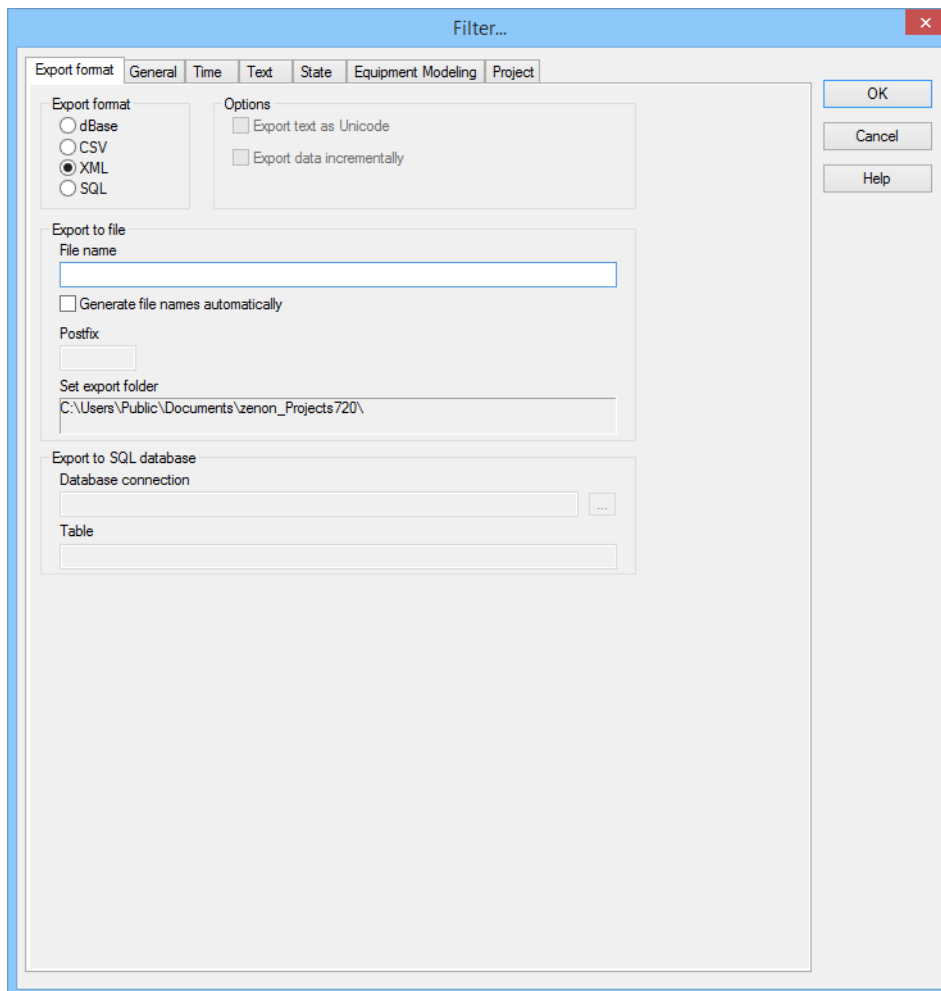 Filter...
Export format General Time Text State Equipment Modeling Project
OK
Cancel
Help
Export format
dBase
CSV
XML
SQL
Options
Export text as Unicode
Export data incrementally
Export to file
File name
Generate file names automatically
Postfix
Set export folder
C:\Users\Public\Documents\zenon_Projects720\
Export to SQL database
Database connection
...
Table